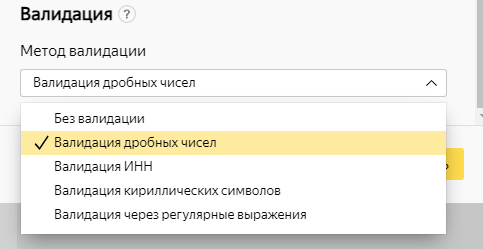 Валидация ?
Метод валидации
Валидация дробных чисел
Без валидации
Валидация дробных чисел
Валидация ИНН
Валидация кириллических символов
Валидация через регулярные выражения